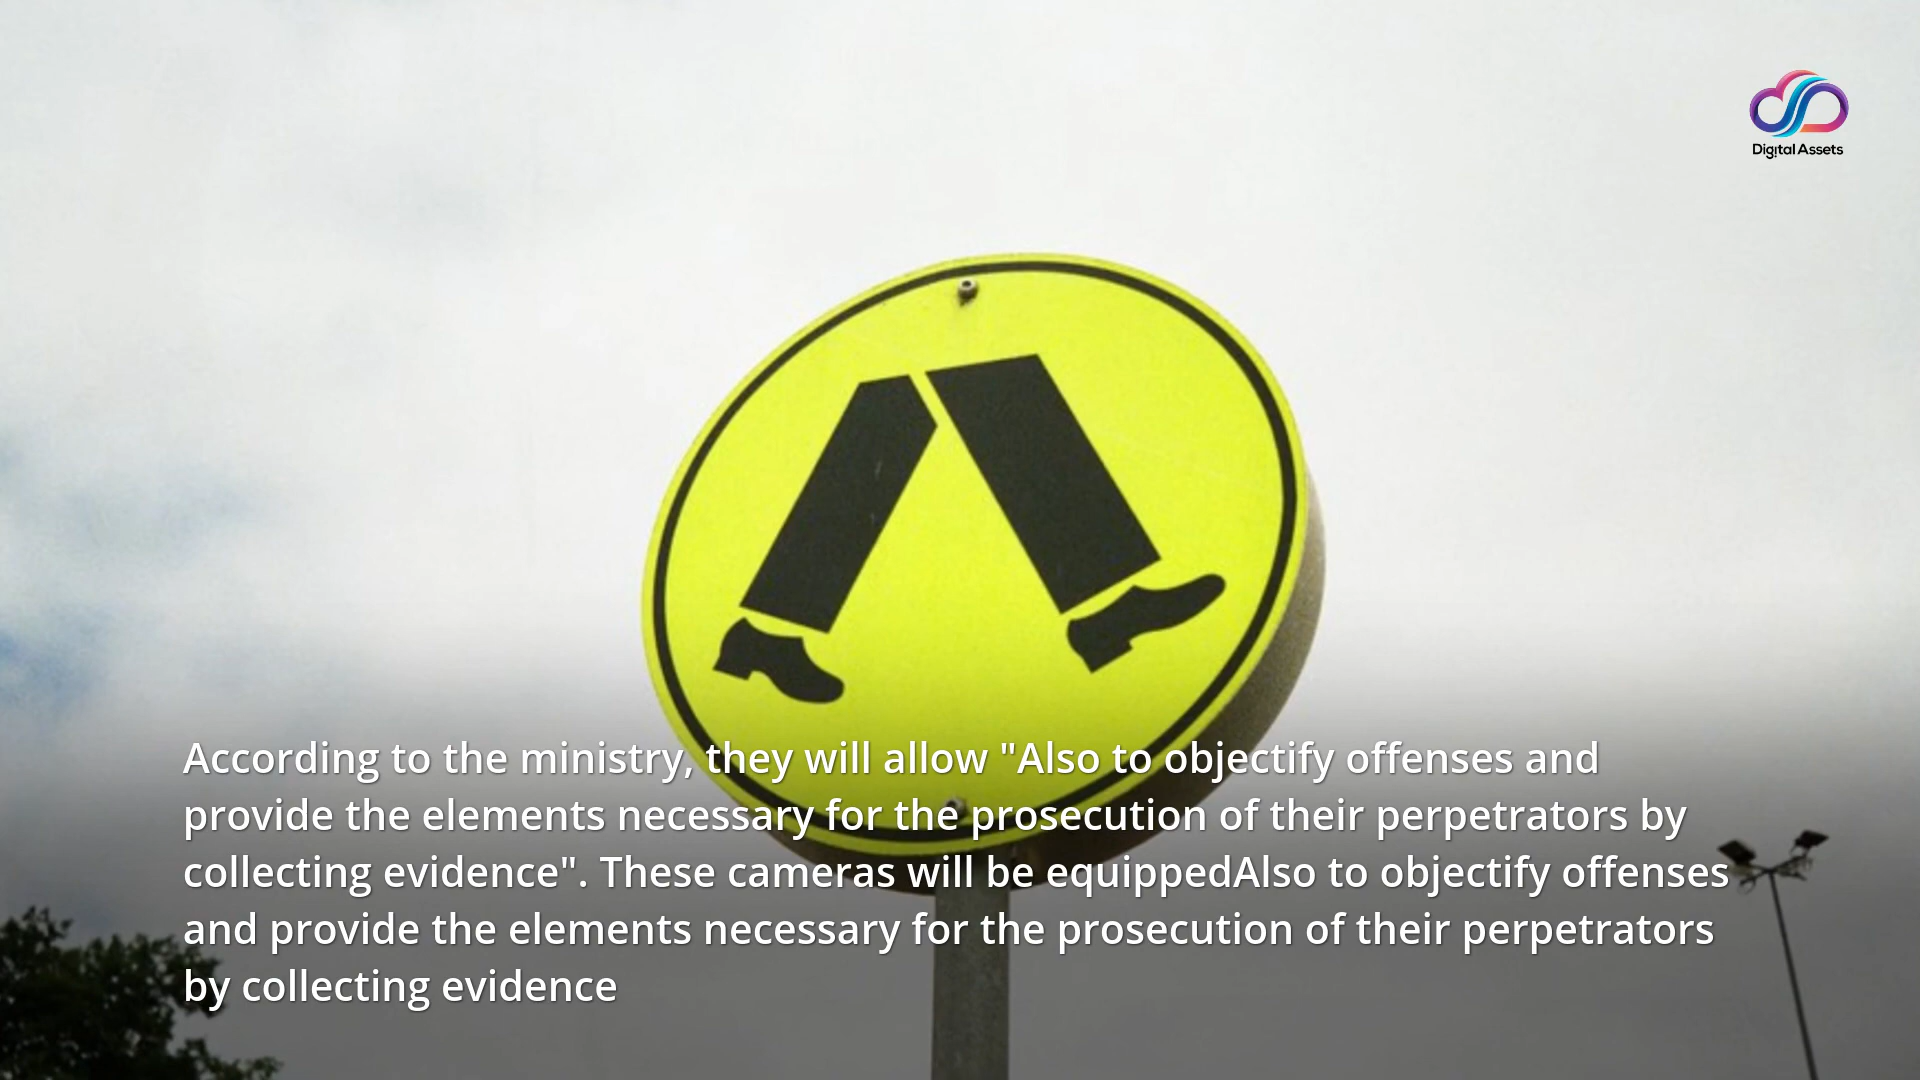 Digital Assets
According to the ministry, they will allow "Also to objectify offenses and
provide the elements necessary for the prosecution of their perpetrators by
collecting evidence". These cameras will be equippedAlso to objectify offenses
and provide the elements necessary for the prosecution of their perpetrators
by collecting evidence